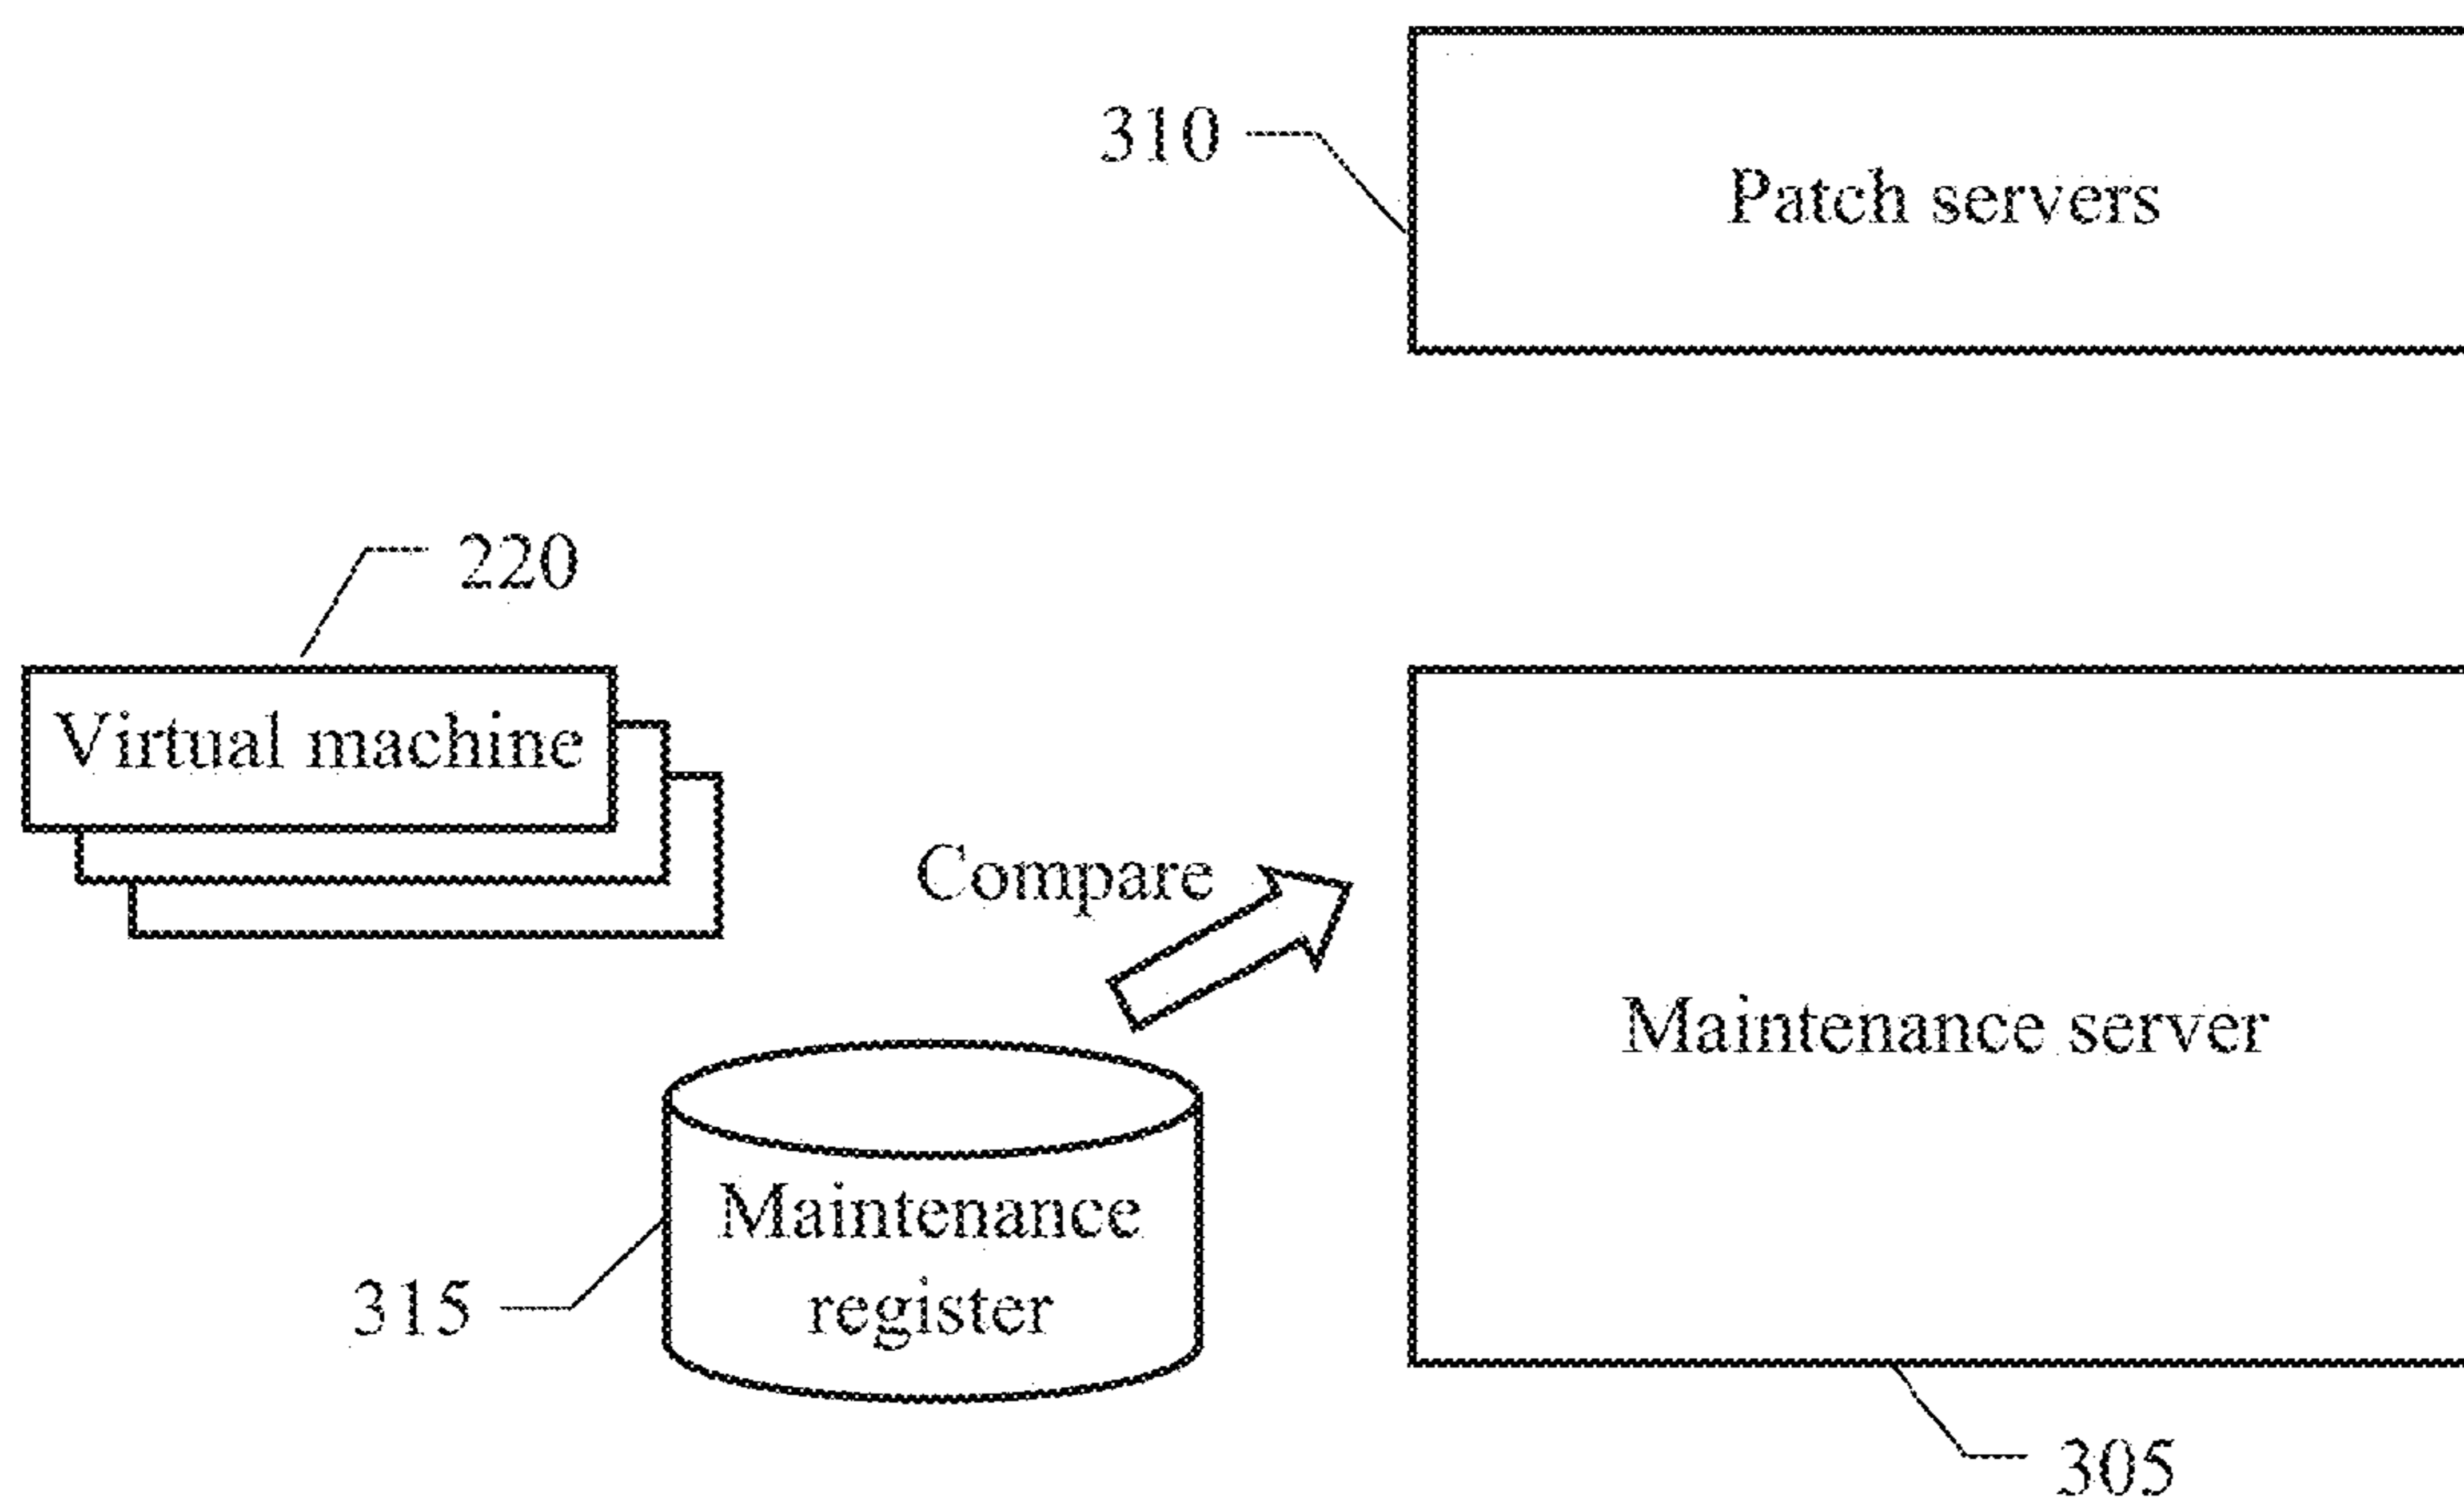 310
Patch servers
220
Virtual machine
Compare
Maintenance server
Maintenance
register
315
305